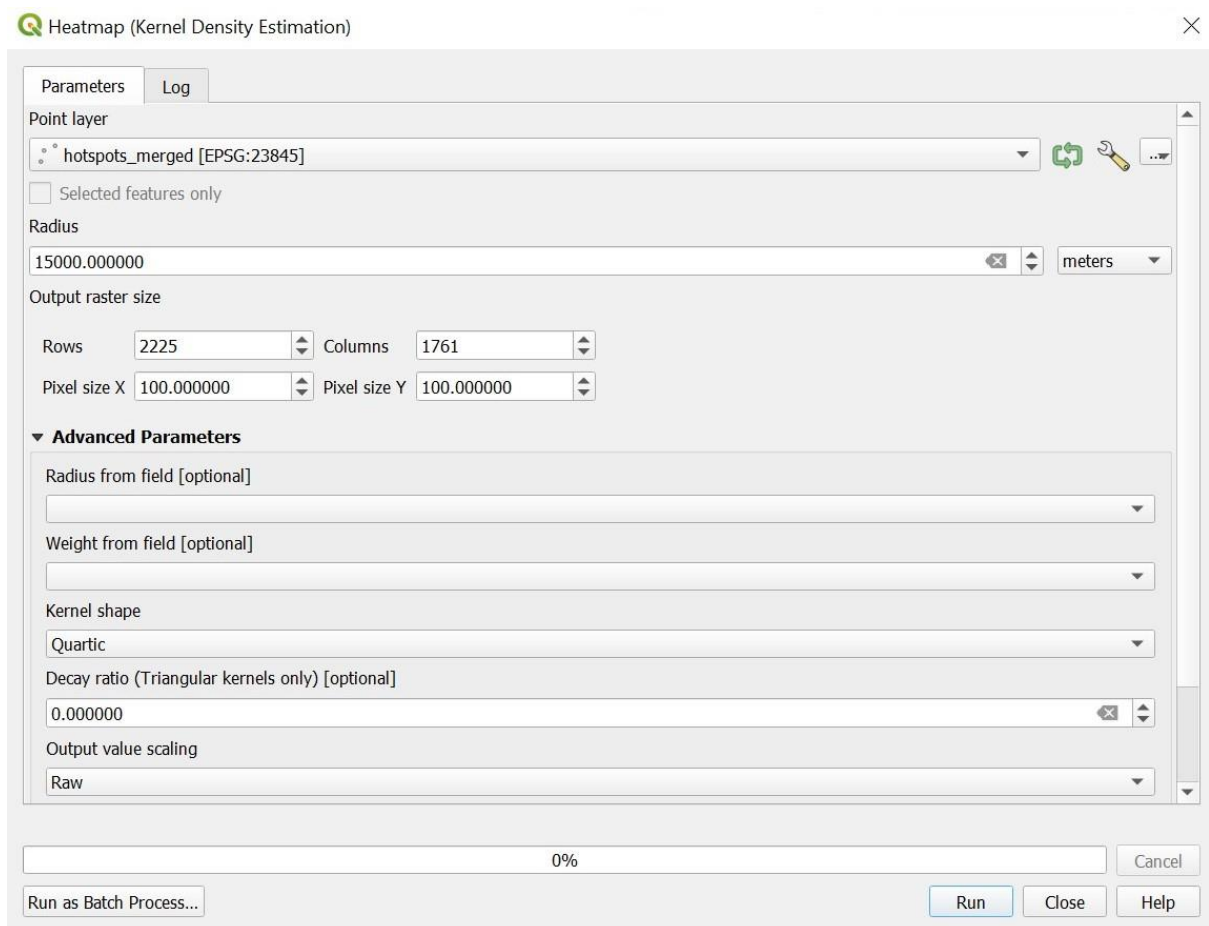 Heatmap (Kernel Density Estimation)
Parameters
Log
Point layer
hotspots_merged [EPSG:23845]
Selected features only
Radius
15000.000000
meters
Output raster size
Rows
2225
Columns
1761
Pixel size X
100.000000
Pixel size Y
100.000000
Advanced Parameters
Radius from field [optional]
Weight from field [optional]
Kernel shape
Quartic
Decay ratio (Triangular kernels only) [optional]
0.000000
Output value scaling
Raw
0%
Cancel
Run as Batch Process...
Run
Close
Help